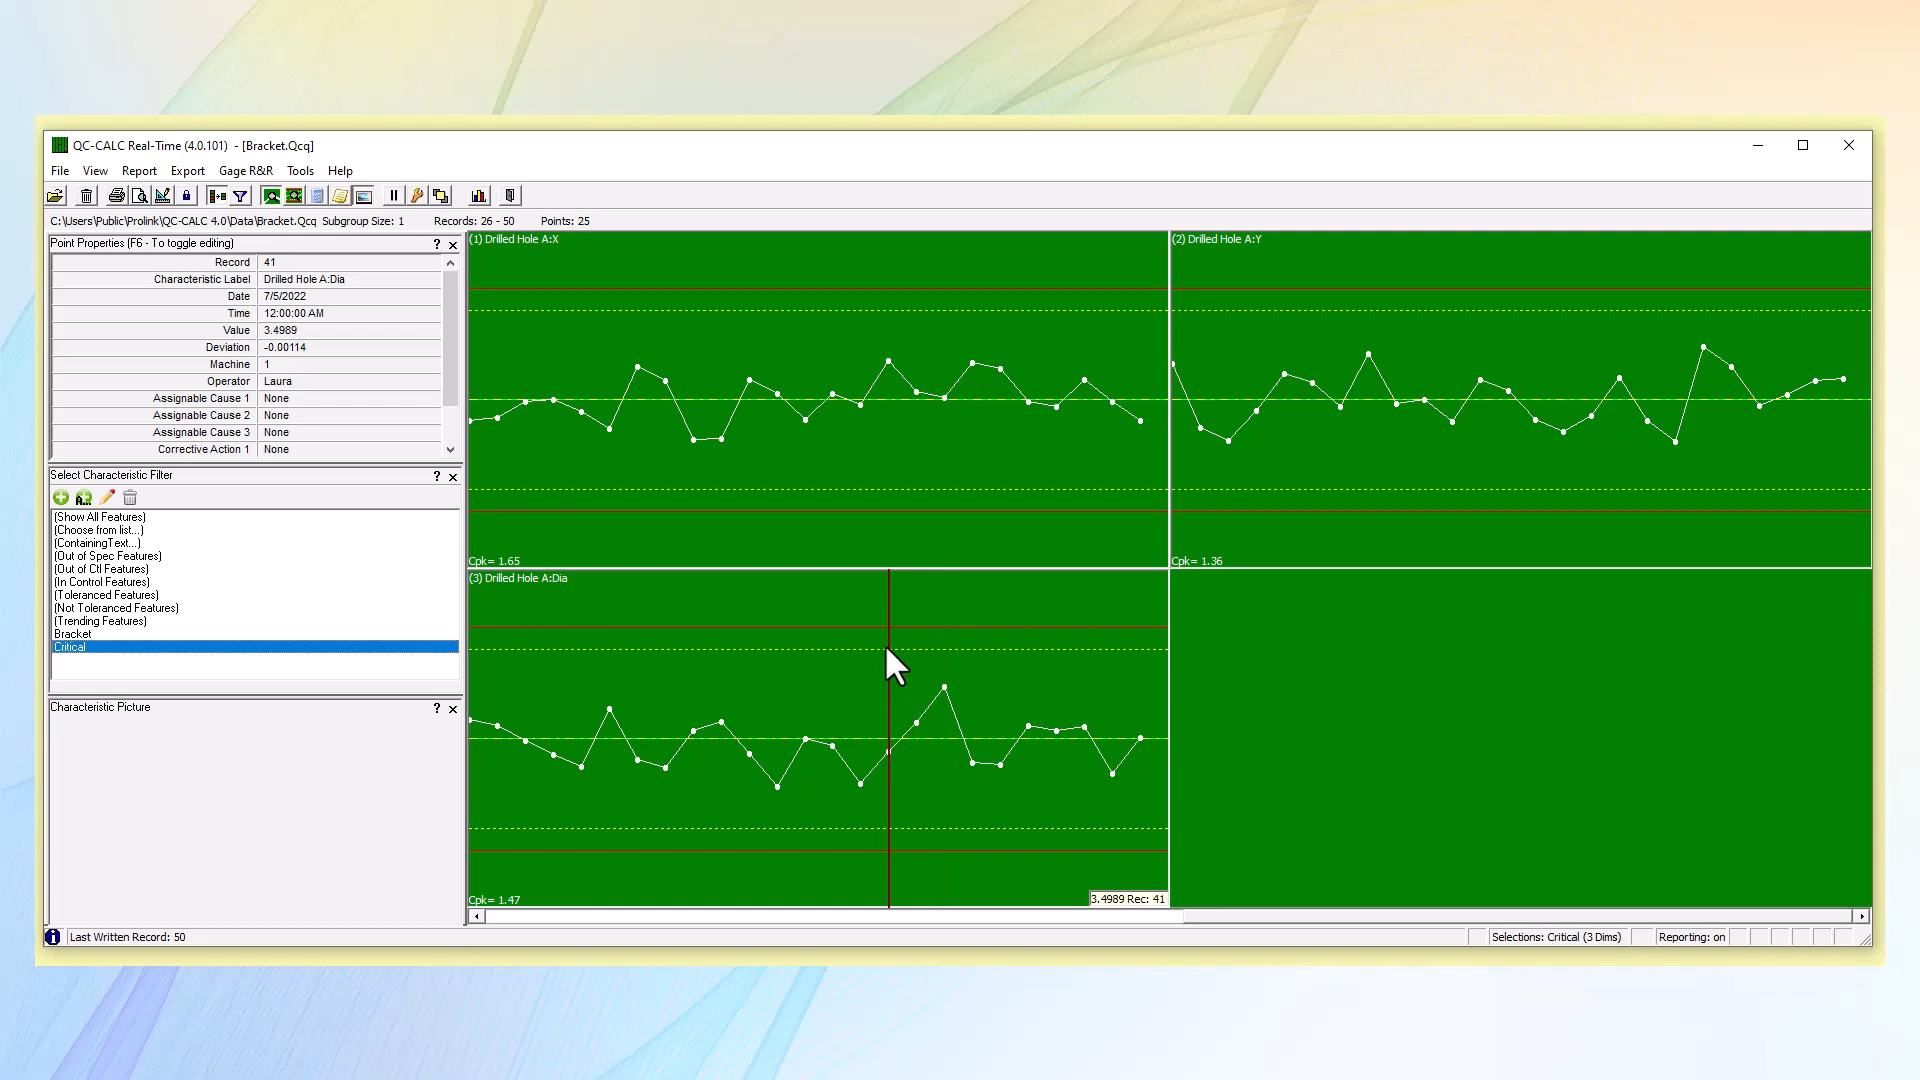 QC-CALC Real-Time (4.0.101)  - [Bracket.Qcq]
File View Report Export Gage R&R Tools Help
C:\Users\Public\Prolink\QC-CALC 4.0\Data\Bracket.Qcq Subgroup Size: 1 Records: 26 - 50 Points: 25
Point Properties (F6 - To toggle editing)
Record 41
Characteristic Label Drilled Hole A:Dia
Date 7/5/2022
Time 12:00:00 AM
Value 3.4989
Deviation -0.00114
Machine 1
Operator Laura
Assignable Cause 1 None
Assignable Cause 2 None
Assignable Cause 3 None
Corrective Action 1 None
Select Characteristic Filter
A...
(Show All Features)
(Choose from list...)
(ContainingText...)
(Out of Spec Features)
(Out of Ctl Features)
(In Control Features)
(Toleranced Features)
(Not Toleranced Features)
(Trending Features)
Bracket
Critical
Characteristic Picture
(1) Drilled Hole A:X
Cpk= 1.65
(2) Drilled Hole A:Y
Cpk= 1.36
(3) Drilled Hole A:Dia
Cpk= 1.47
3.4989 Rec: 41
Last Written Record: 50
Selections: Critical (3 Dims)
Reporting: on